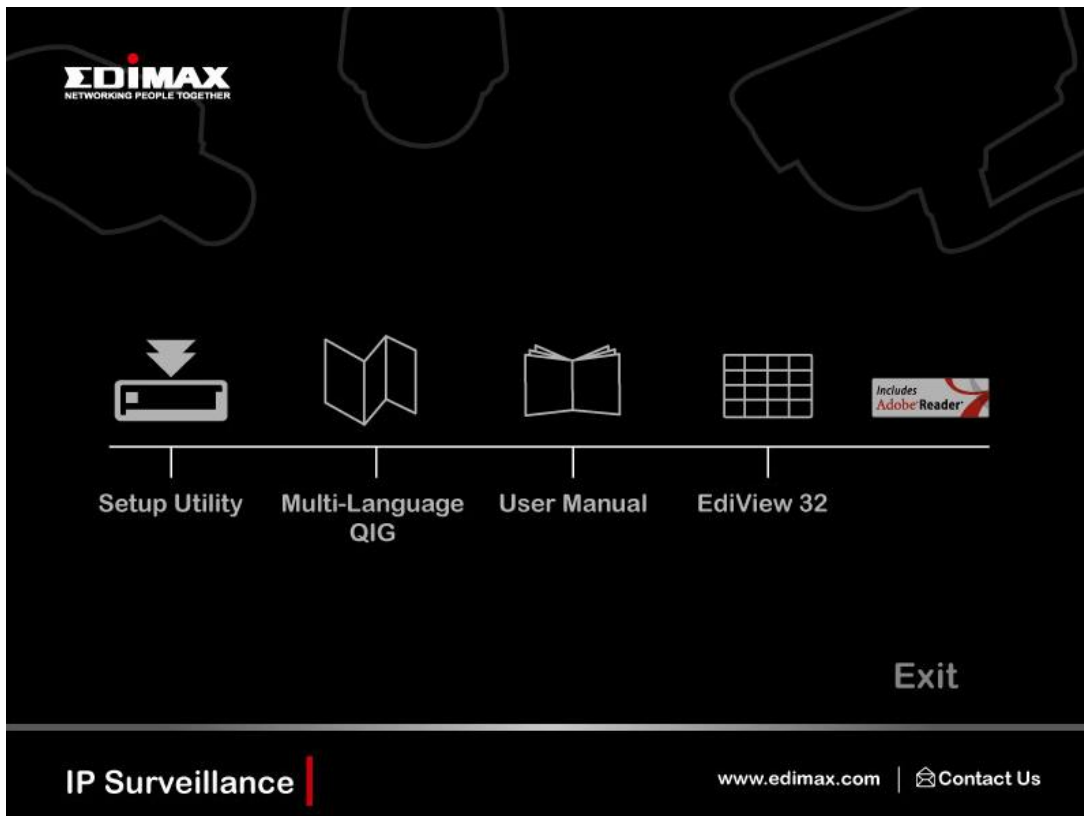 EDIMAX
NETWORKING PEOPLE TOGETHER
Includes
Adobe Reader
Setup Utility
Multi-Language
QIG
User Manual
EdiView 32
Exit
IP Surveillance
www.edimax.com
Contact Us